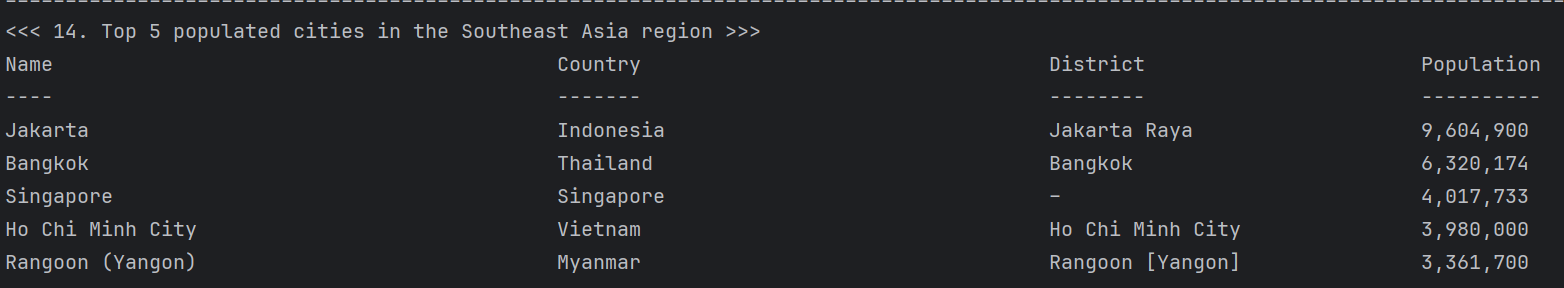 <<< 14. Top 5 populated cities in the Southeast Asia region >>>
Name Country District Population
---- ------- -------- ----------
Jakarta Indonesia Jakarta Raya 9,604,900
Bangkok Thailand Bangkok 6,320,174
Singapore Singapore – 4,017,733
Ho Chi Minh City Vietnam Ho Chi Minh City 3,980,000
Rangoon (Yangon) Myanmar Rangoon [Yangon] 3,361,700